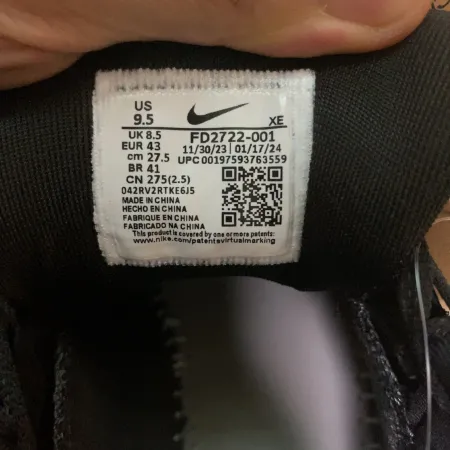 US
9.5
XE
UK 8.5
FD2722-001
EUR 43
11/30/23 01/17/24
cm 27.5
UPC 00197593763559
BR 41
CN 275(2.5)
042RV2RTKE6J5
MADE IN CHINA
HECHO EN CHINA
FABRIQUE EN CHINA
FABRICADO NA CHINA
This product is covered by one or more patents:
www.nike.com/patentsvirtualmarking